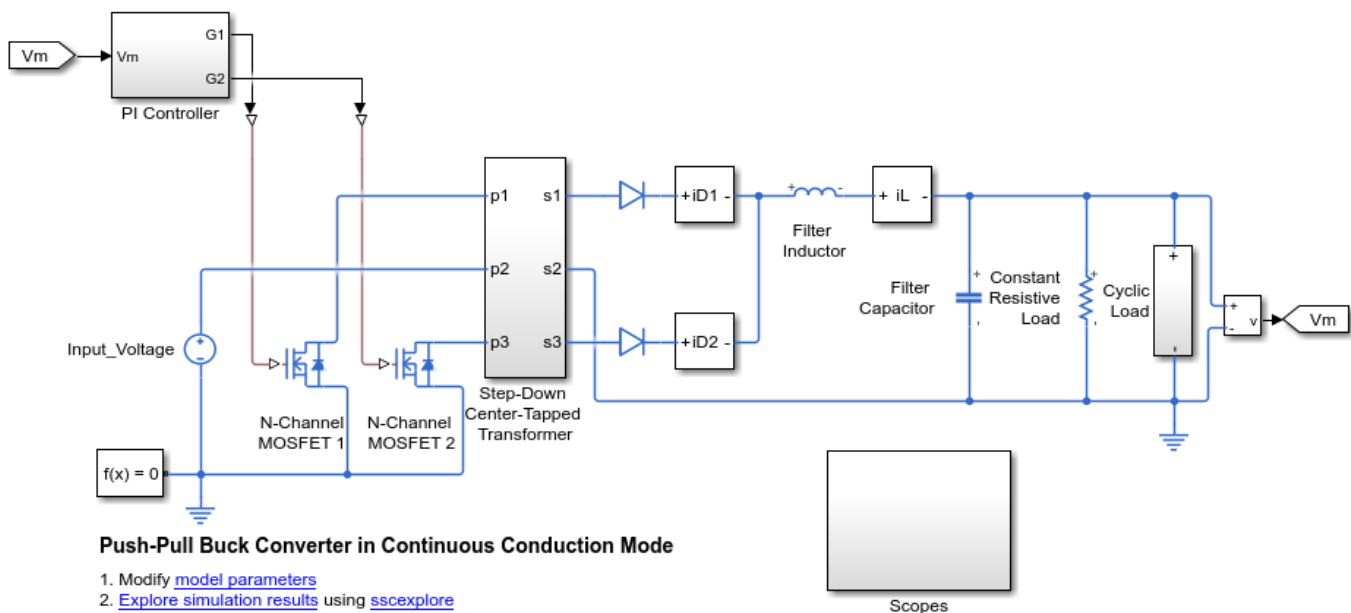 Vm
Vm
G1
G2
PI Controller
p1
p2
p3
s1
s2
s3
Step-Down
Center-Tapped
Transformer
+iD1 -
+iD2 -
+ -
Filter
Inductor
+ iL -
Filter
Capacitor
+
-
Constant
Resistive
Load
+
-
Cyclic
Load
+
-
+
-
v
Vm
Input_Voltage
+
-
N-Channel
MOSFET 1
N-Channel
MOSFET 2
f(x) = 0
Push-Pull Buck Converter in Continuous Conduction Mode
1. Modify model parameters
2. Explore simulation results using sscexplore
Scopes